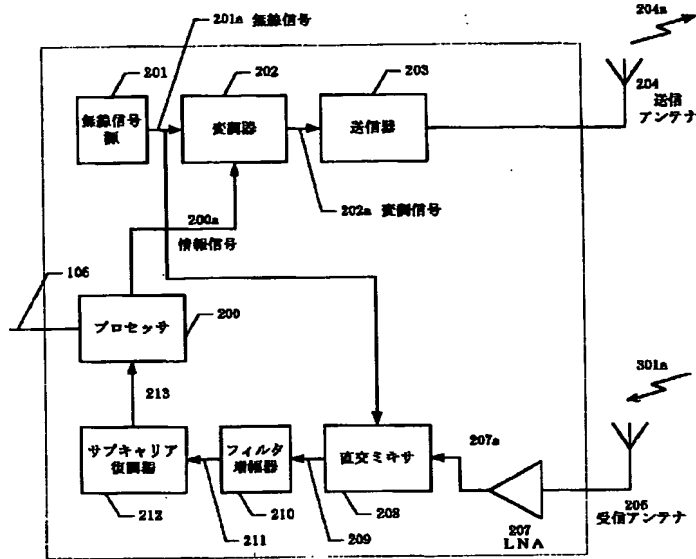 201a 無線信号
204a
201
202
203
無線信号
源
変調器
送信器
204
送信
アンテナ
202a 変調信号
200a
情報信号
106
プロセッサ
200
213
301a
サブキャリア
復調器
フィルタ
増幅器
直交ミキサ
207a
212
211
210
209
208
207
LNA
206
受信アンテナ